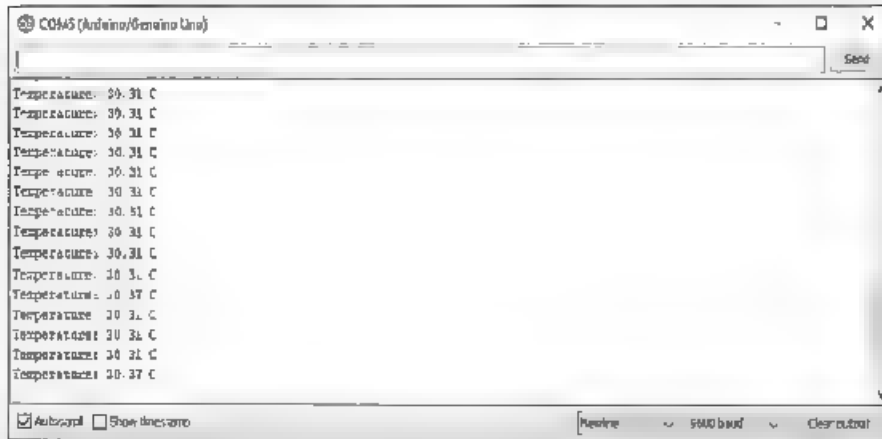 COM5 (Arduino/Genuino Uno)
Send
Temperature: 30.31 C
Temperature: 30.31 C
Temperature: 30.31 C
Temperature: 30.31 C
Temperature: 30.31 C
Temperature: 30.31 C
Temperature: 30.31 C
Temperature: 30.31 C
Temperature: 30.31 C
Temperature: 30.31 C
Temperature: 30.37 C
Temperature: 30.31 C
Temperature: 30.31 C
Temperature: 30.31 C
Temperature: 30.37 C
Autoscroll Show timestamp Newline 9600 baud Clear output